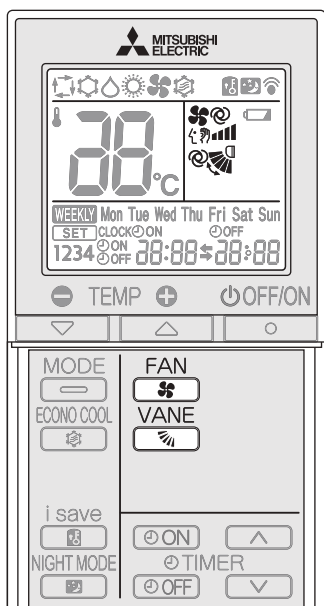 MITSUBISHI
ELECTRIC
88°C
WEEKLY Mon Tue Wed Thu Fri Sat Sun
SET CLOCK ON OFF
1234 ON OFF 88:88 88:88
TEMP OFF/ON
MODE FAN
ECONO COOL VANE
i save
ON
NIGHT MODE TIMER
OFF